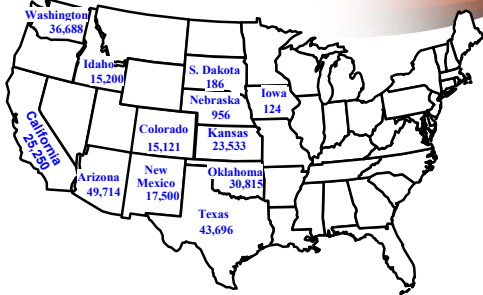 Washington
36,688
Idaho
15,200
S. Dakota
186
Nebraska
956
Iowa
124
California
25,250
Colorado
15,121
Kansas
23,533
Arizona
49,714
New
Mexico
17,500
Oklahoma
30,815
Texas
43,696